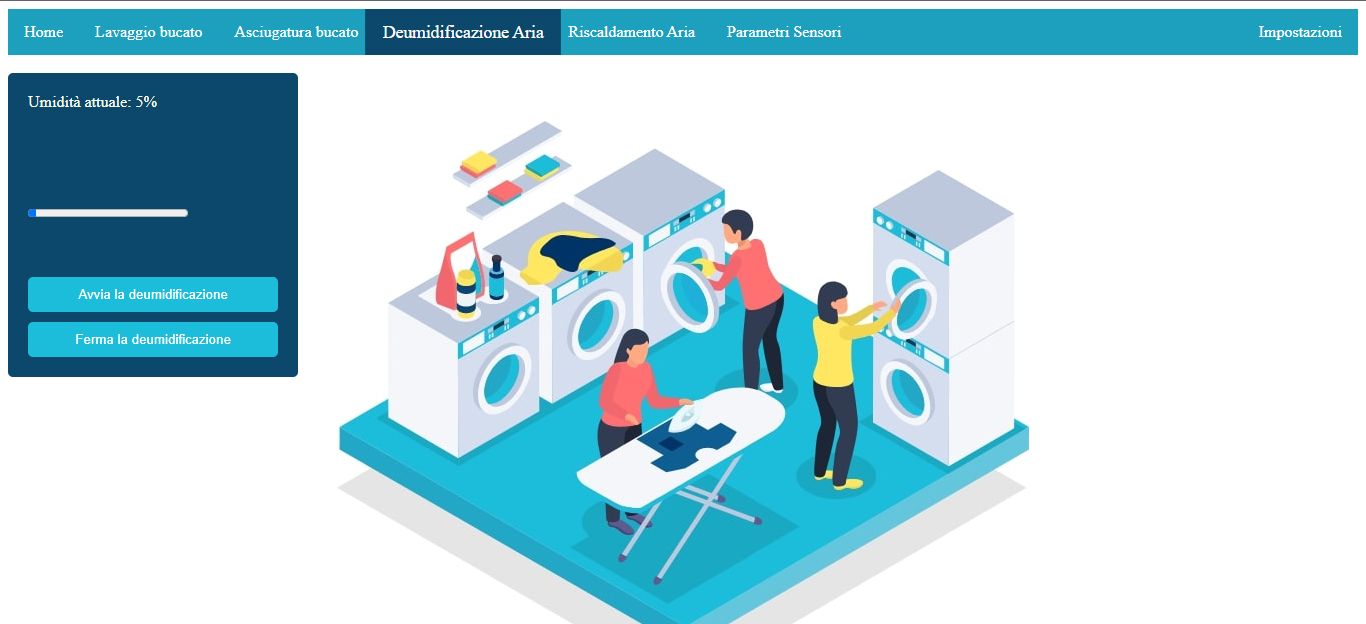 Home Lavaggio bucato Asciugatura bucato Deumidificazione Aria Riscaldamento Aria Parametri Sensori Impostazioni
Umidità attuale: 5%
Avvia la deumidificazione
Ferma la deumidificazione